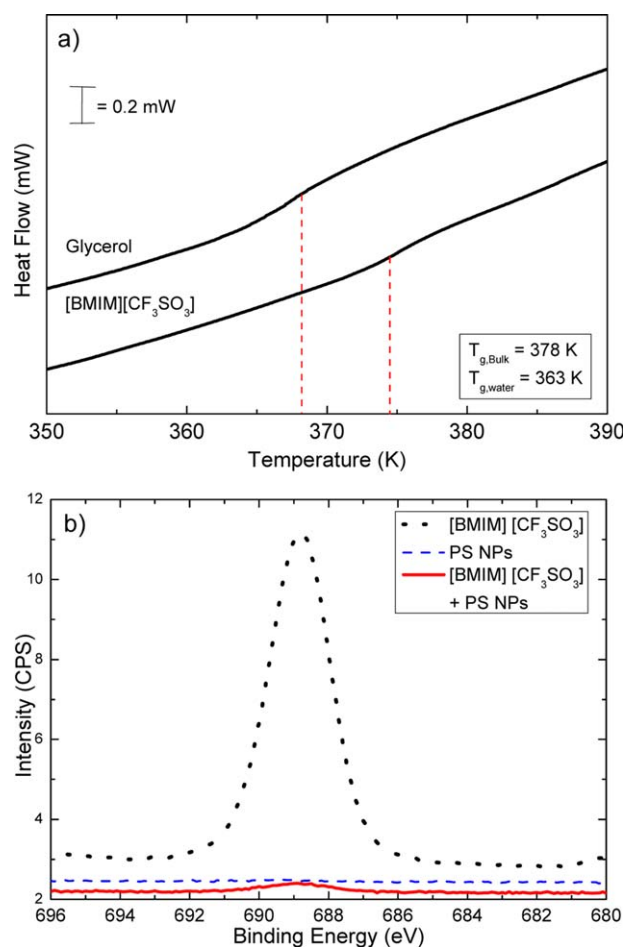 a)
= 0.2 mW
Heat Flow (mW)
Glycerol
[BMIM][CF₃SO₃]
T_g,Bulk = 378 K
T_g,water = 363 K
350 360 370 380 390
Temperature (K)
b)
12
10
8
6
4
2
Intensity (CPS)
[BMIM] [CF₃SO₃]
PS NPs
[BMIM] [CF₃SO₃]
+ PS NPs
696 694 692 690 688 686 684 682 680
Binding Energy (eV)